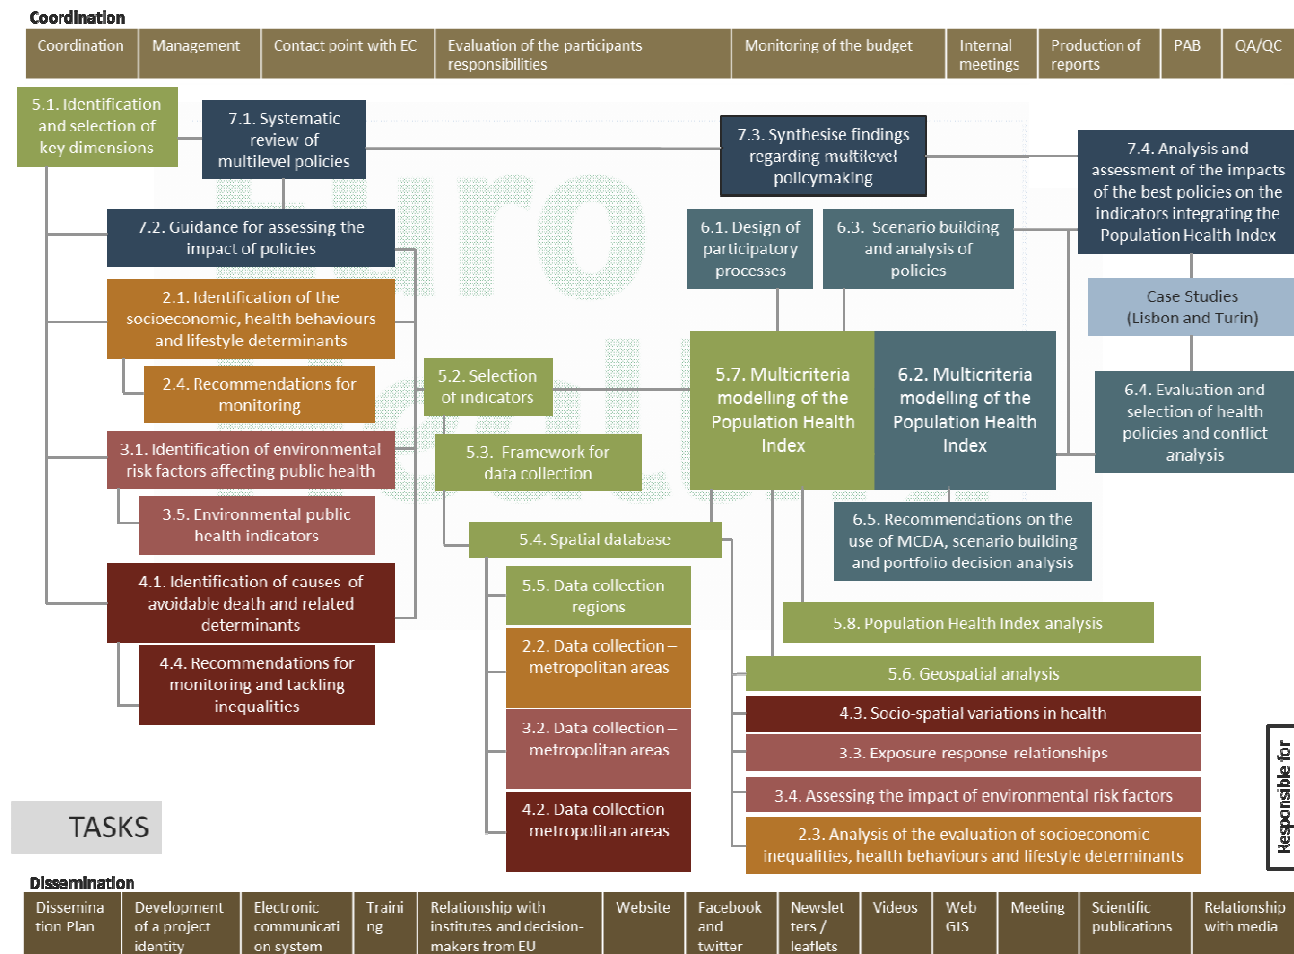 Coordination
Coordination
Management
Contact point with EC
Evaluation of the participants
responsibilities
Monitoring of the budget
Internal
meetings
Production of
reports
PAB
QA/QC
5.1. Identification
and selection of
key dimensions
7.1. Systematic
review of
multilevel policies
7.3. Synthesise findings
regarding multilevel
policymaking
7.4. Analysis and
assessment of the impacts
of the best policies on the
indicators integrating the
Population Health Index
7.2. Guidance for assessing the
impact of policies
6.1. Design of
participatory
processes
6.3. Scenario building
and analysis of
policies
2.1. Identification of the
socioeconomic, health behaviours
and lifestyle determinants
Case Studies
(Lisbon and Turin)
2.4. Recommendations for
monitoring
5.2. Selection
of indicators
5.7. Multicriteria
modelling of the
Population Health
Index
6.2. Multicriteria
modelling of the
Population Health
Index
6.4. Evaluation and
selection of health
policies and conflict
analysis
3.1. Identification of environmental
risk factors affecting public health
5.3. Framework for
data collection
3.5. Environmental public
health indicators
5.4. Spatial database
6.5. Recommendations on the
use of MCDA, scenario building
and portfolio decision analysis
4.1. Identification of causes of
avoidable death and related
determinants
5.5. Data collection
regions
5.8. Population Health Index analysis
4.4. Recommendations for
monitoring and tackling
inequalities
2.2. Data collection –
metropolitan areas
5.6. Geospatial analysis
4.3. Socio-spatial variations in health
3.2. Data collection –
metropolitan areas
3.3. Exposure response relationships
3.4. Assessing the impact of environmental risk factors
4.2. Data collection
metropolitan areas
2.3. Analysis of the evaluation of socioeconomic
inequalities, health behaviours and lifestyle determinants
Responsible for
TASKS
Euro
Dissemination
Dissemina
tion Plan
Development
of a project
identity
Electronic
communicati
on system
Traini
ng
Relationship with
institutes and decision-
makers from EU
Website
Facebook
and
twitter
Newslet
ters /
leaflets
Videos
Web
GIS
Meeting
Scientific
publications
Relationship
with media